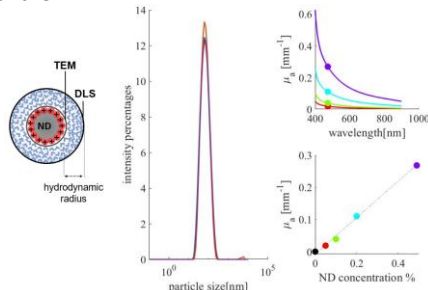 TEM
DLS
ND
hydrodynamic
radius
intensity percentages
14
12
10
8
6
4
2
0
10⁰
10⁵
particle size[nm]
μa [mm⁻¹]
0.6
0.4
0.2
0
400 600 800 1000
wavelength[nm]
μa [mm⁻¹]
0.3
0.2
0.1
0
0 0.2 0.4
ND concentration %